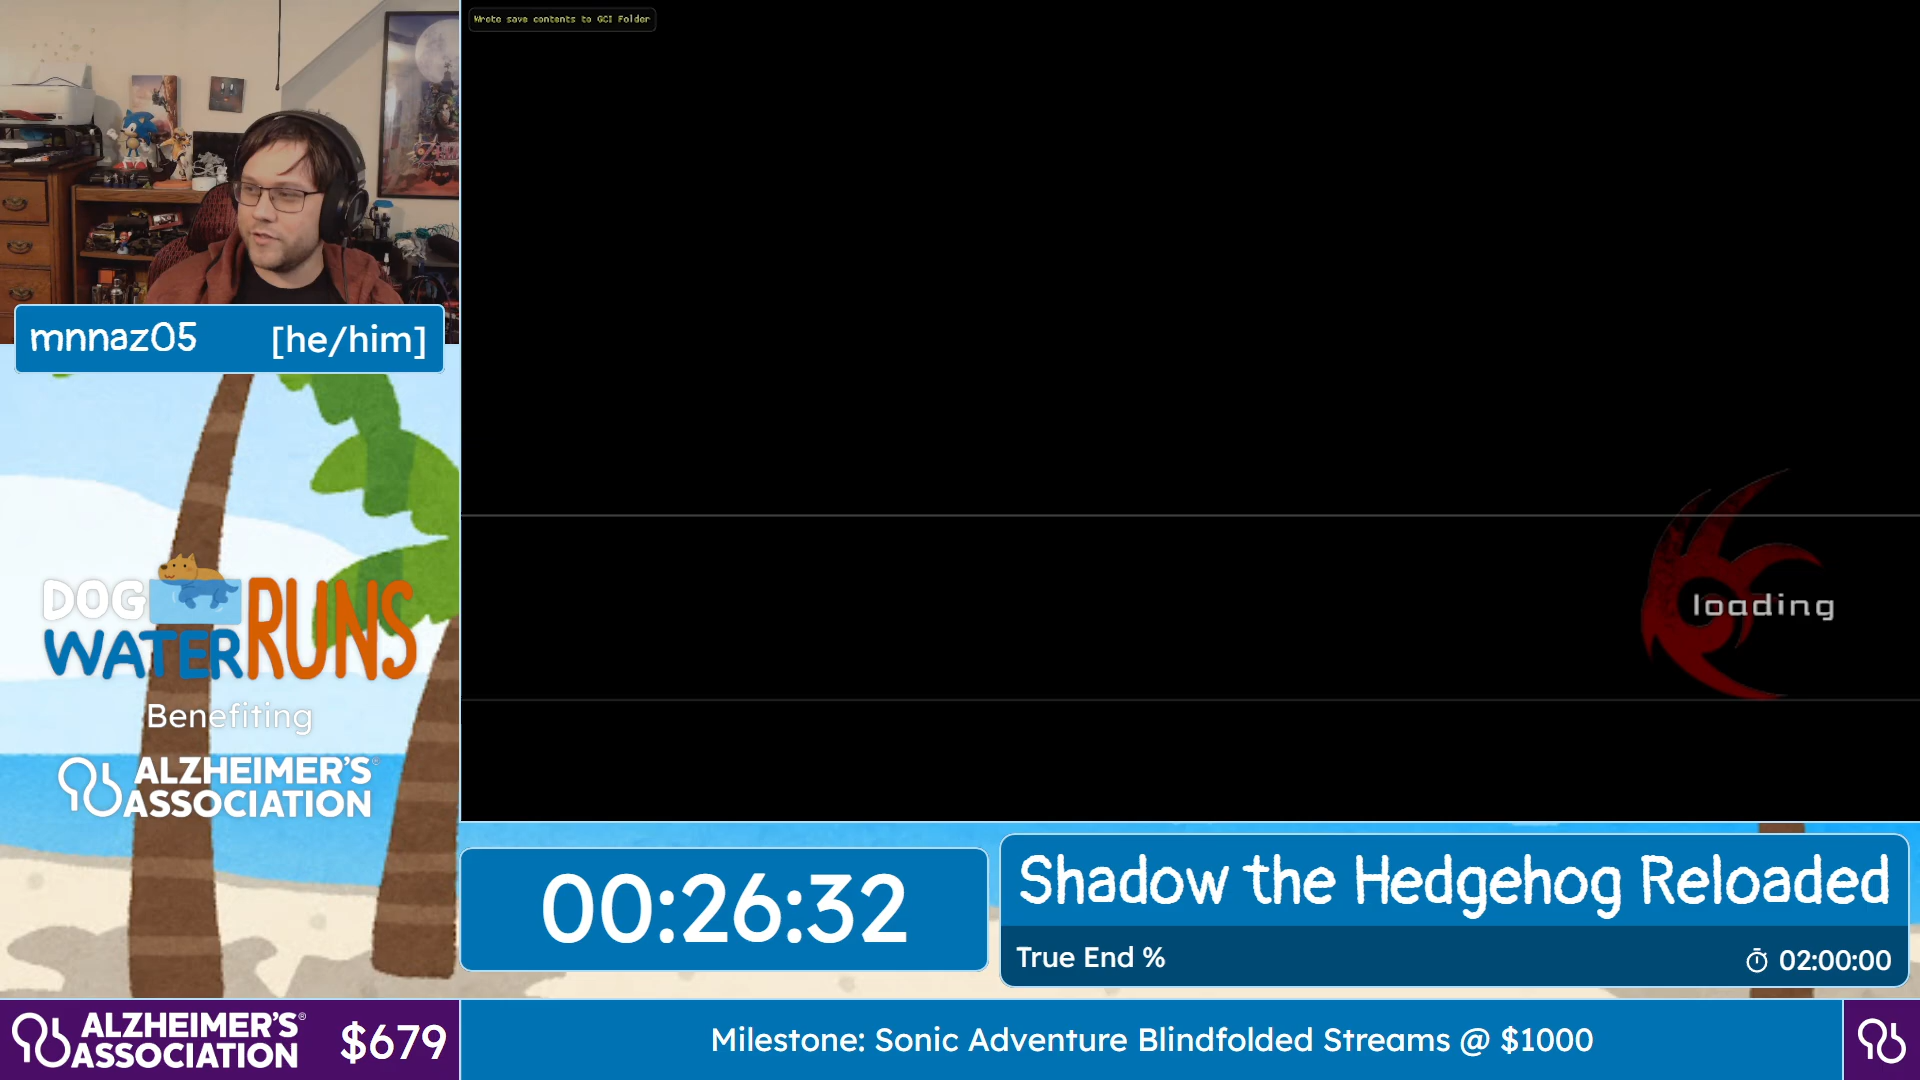 Wrote save contents to GCI Folder
mnnaz05 [he/him]
loading
DOG
WATER RUNS
Benefiting
ALZHEIMER'S®
ASSOCIATION
00:26:32
Shadow the Hedgehog Reloaded
True End %
02:00:00
ALZHEIMER'S®
ASSOCIATION
$679
Milestone: Sonic Adventure Blindfolded Streams @ $1000